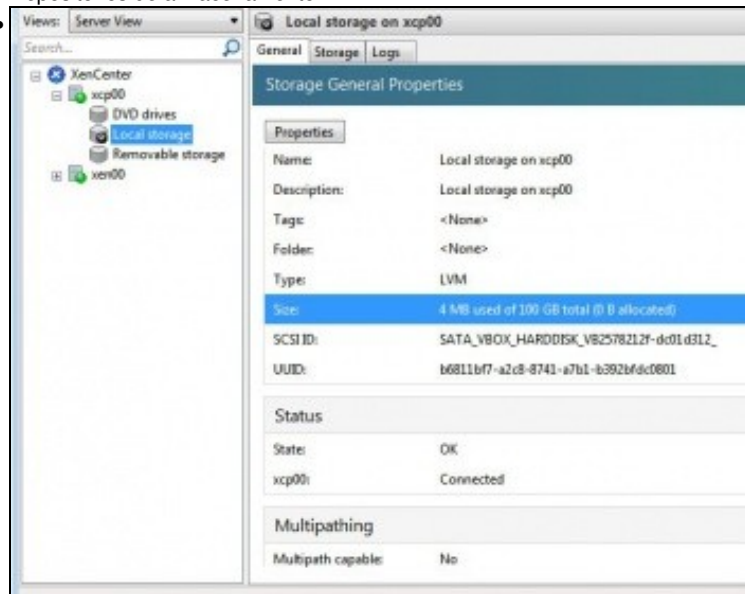 Views: Server View
Search...
XenCenter
xcp00
DVD drives
Local storage
Removable storage
xen00
Local storage on xcp00
General Storage Logs
Storage General Properties
Properties
Name: Local storage on xcp00
Description: Local storage on xcp00
Tags: <None>
Folder: <None>
Type: LVM
Size: 4 MB used of 100 GB total (0 B allocated)
SCSI ID: SATA_VBOX_HARDDISK_VB2578212f-dc01d312_
UUID: b6811bf7-a2c8-8741-a7b1-b392bfdc0801
Status
State: OK
xcp00: Connected
Multipathing
Multipath capable: No